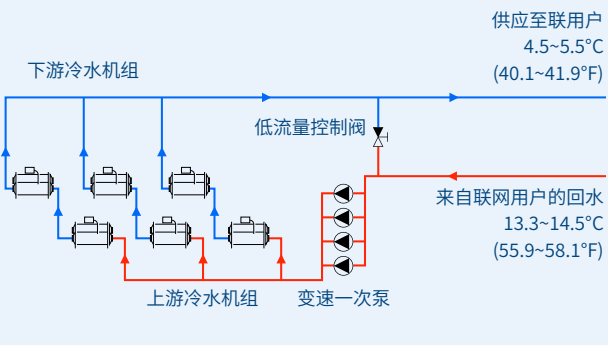 供应至联用户
4.5~5.5°C
(40.1~41.9°F)
下游冷水机组
低流量控制阀
来自联网用户的回水
13.3~14.5°C
(55.9~58.1°F)
上游冷水机组
变速一次泵